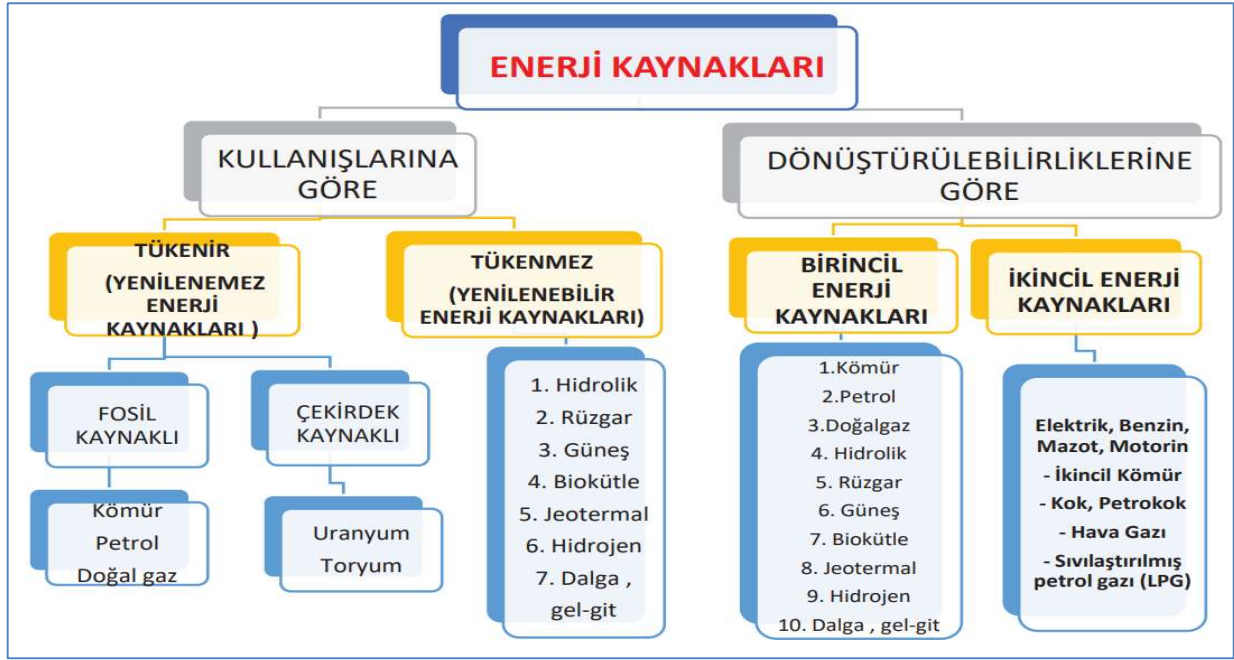 ENERJİ KAYNAKLARI
KULLANIŞLARINA
GÖRE
TÜKENİR
(YENİLENEMEZ
ENERJİ
KAYNAKLARI )
FOSİL
KAYNAKLI
Kömür
Petrol
Doğal gaz
ÇEKİRDEK
KAYNAKLI
Uranyum
Toryum
TÜKENMEZ
(YENİLENEBİLİR
ENERJİ KAYNAKLARI)
1. Hidrolik
2. Rüzgar
3. Güneş
4. Biokütle
5. Jeotermal
6. Hidrojen
7. Dalga ,
gel-git
DÖNÜŞTÜRÜLEBİLİRLİKLERİNE
GÖRE
BİRİNCİL
ENERJİ
KAYNAKLARI
1.Kömür
2.Petrol
3.Doğalgaz
4. Hidrolik
5. Rüzgar
6. Güneş
7. Biokütle
8. Jeotermal
9. Hidrojen
10. Dalga , gel-git
İKİNCİL ENERJİ
KAYNAKLARI
Elektrik, Benzin,
Mazot, Motorin
- İkincil Kömür
- Kok, Petrokok
- Hava Gazı
- Sıvılaştırılmış
petrol gazı (LPG)